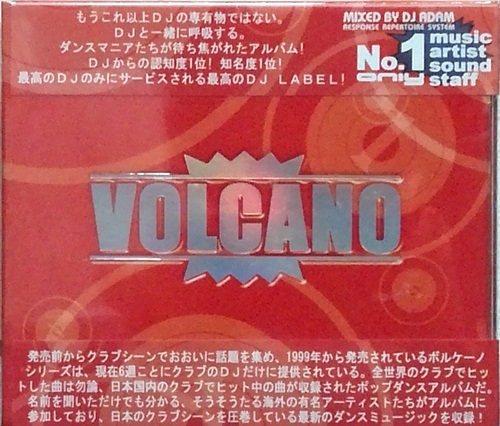 もうこれ以上DJの専有物ではない。
DJと一緒に呼吸する。
ダンスマニアたちが待ち焦がれたアルバム!
DJからの認知度1位! 知名度1位!
最高のDJのみにサービスされる最高のDJ LABEL!
MIXED BY DJ ADAM
RESPONSE REPERTOIRE SYSTEM
No.1 only
music
artist
sound
staff
VOLCANO
発売前からクラブシーンでおおいに話題を集め、1999年から発売されているボルケーノ
シリーズは、現在6週ごとにクラブのDJだけに提供されている。全世界のクラブでヒッ
トした曲は勿論、日本国内のクラブでヒット中の曲が収録されたポップダンスアルバムだ。
名前を聞いただけでも分かる、そうそうたる海外の有名アーティストたちがアルバムに
参加しており、日本のクラブシーンを圧巻している最新のダンスミュージックを収録!